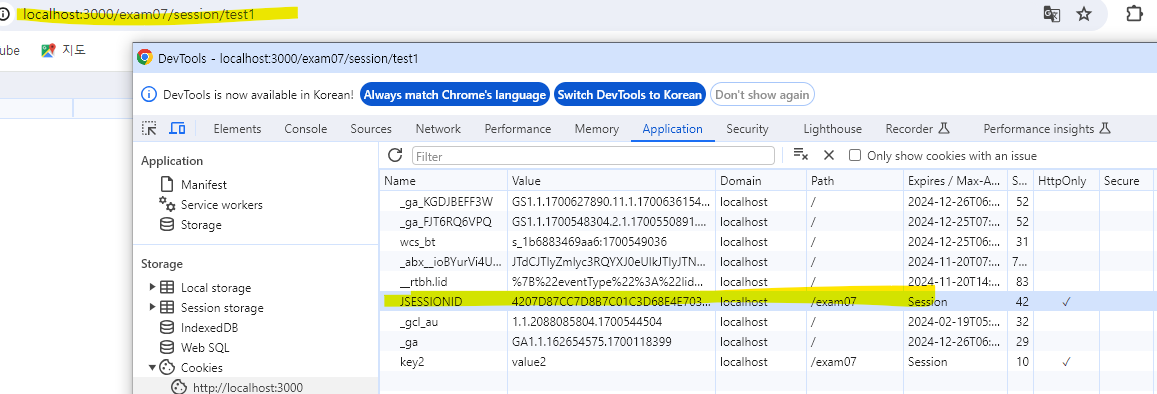 localhost:3000/exam07/session/test1
ube 지도
DevTools - localhost:3000/exam07/session/test1
DevTools is now available in Korean! Always match Chrome's language Switch DevTools to Korean Don't show again
Elements Console Sources Network Performance Memory Application Security Lighthouse Recorder Performance insights
Application
Manifest
Service workers
Storage
Storage
Local storage
Session storage
IndexedDB
Web SQL
Cookies
http://localhost:3000
Filter Only show cookies with an issue
Name Value Domain Path Expires / Max-A... S... HttpOnly Secure
_ga_KGDJBEFF3W GS1.1.1700627890.11.1.1700636154... localhost / 2024-12-26T06:... 52
_ga_FJT6RQ6VPQ GS1.1.1700548304.2.1.1700550891.... localhost / 2024-12-25T07:... 52
wcs_bt s_1b6883469aa6:1700549036 localhost / 2024-12-25T06:... 31
_abx__ioBYurVi4U... JTdCJTIyZmlyc3RQYXJ0eUlkJTIyJTN... localhost / 2024-11-20T07:... 7...
__rtbh.lid %7B%22eventType%22%3A%22lid... localhost / 2024-11-20T14:... 83
JSESSIONID 4207D87CC7D8B7C01C3D68E4E703... localhost /exam07 Session 42 ✓
_gcl_au 1.1.2088085804.1700544504 localhost / 2024-02-19T05:... 32
_ga GA1.1.162654575.1700118399 localhost / 2024-12-26T06:... 29
key2 value2 localhost /exam07 Session 10 ✓